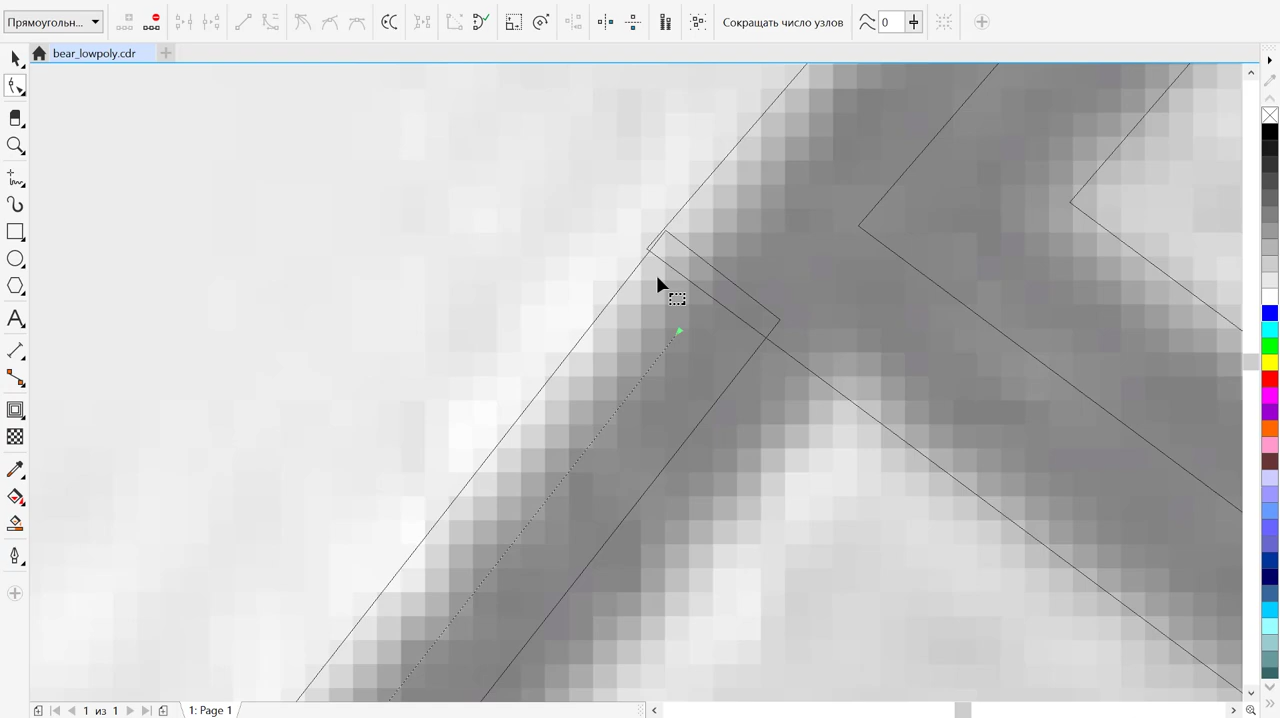 Прямоугольн...
Сокращать число узлов
0
bear_lowpoly.cdr
1 из 1
1: Page 1